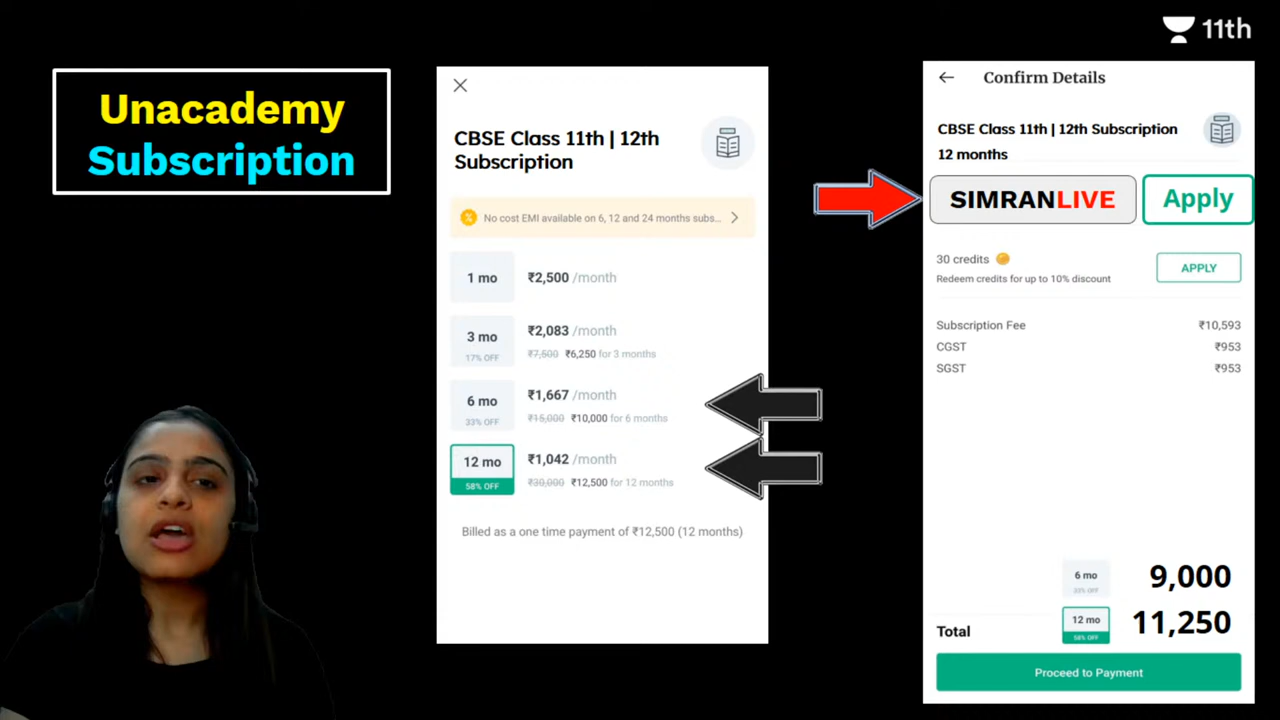 11th
Unacademy
Subscription
CBSE Class 11th | 12th
Subscription
No cost EMI available on 6, 12 and 24 months subs...
1 mo
₹2,500 /month
3 mo
17% OFF
₹2,083 /month
₹7,500 ₹6,250 for 3 months
6 mo
33% OFF
₹1,667 /month
₹15,000 ₹10,000 for 6 months
12 mo
58% OFF
₹1,042 /month
₹30,000 ₹12,500 for 12 months
Billed as a one time payment of ₹12,500 (12 months)
Confirm Details
CBSE Class 11th | 12th Subscription
12 months
SIMRANLIVE
Apply
30 credits
Redeem credits for up to 10% discount
APPLY
Subscription Fee ₹10,593
CGST ₹953
SGST ₹953
6 mo
33% OFF
9,000
Total
12 mo
58% OFF
11,250
Proceed to Payment